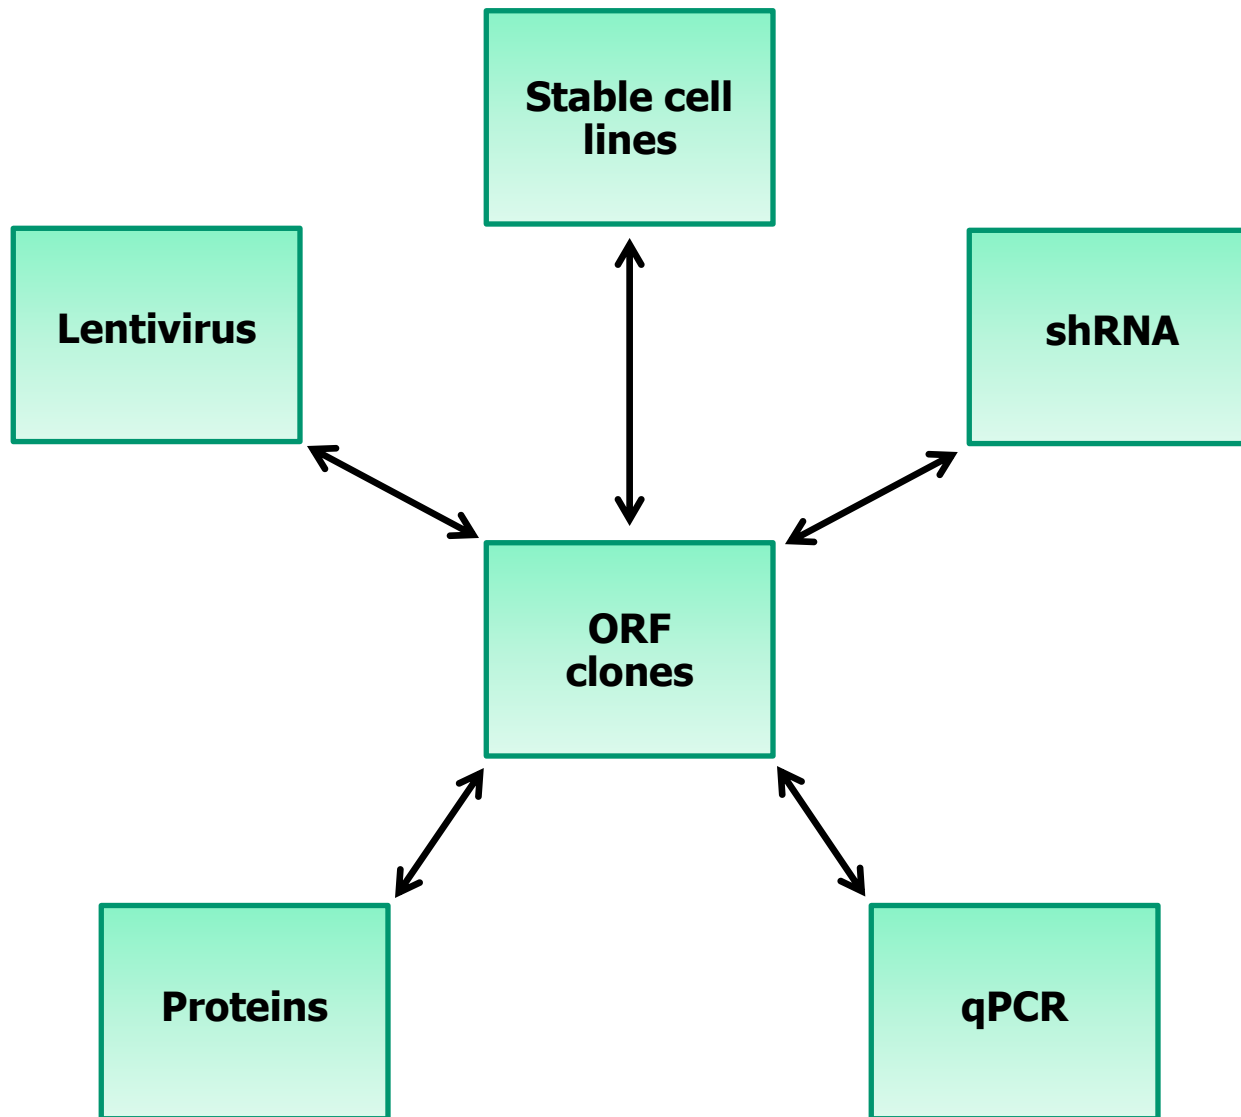 Stable cell
lines
Lentivirus
shRNA
ORF
clones
Proteins
qPCR